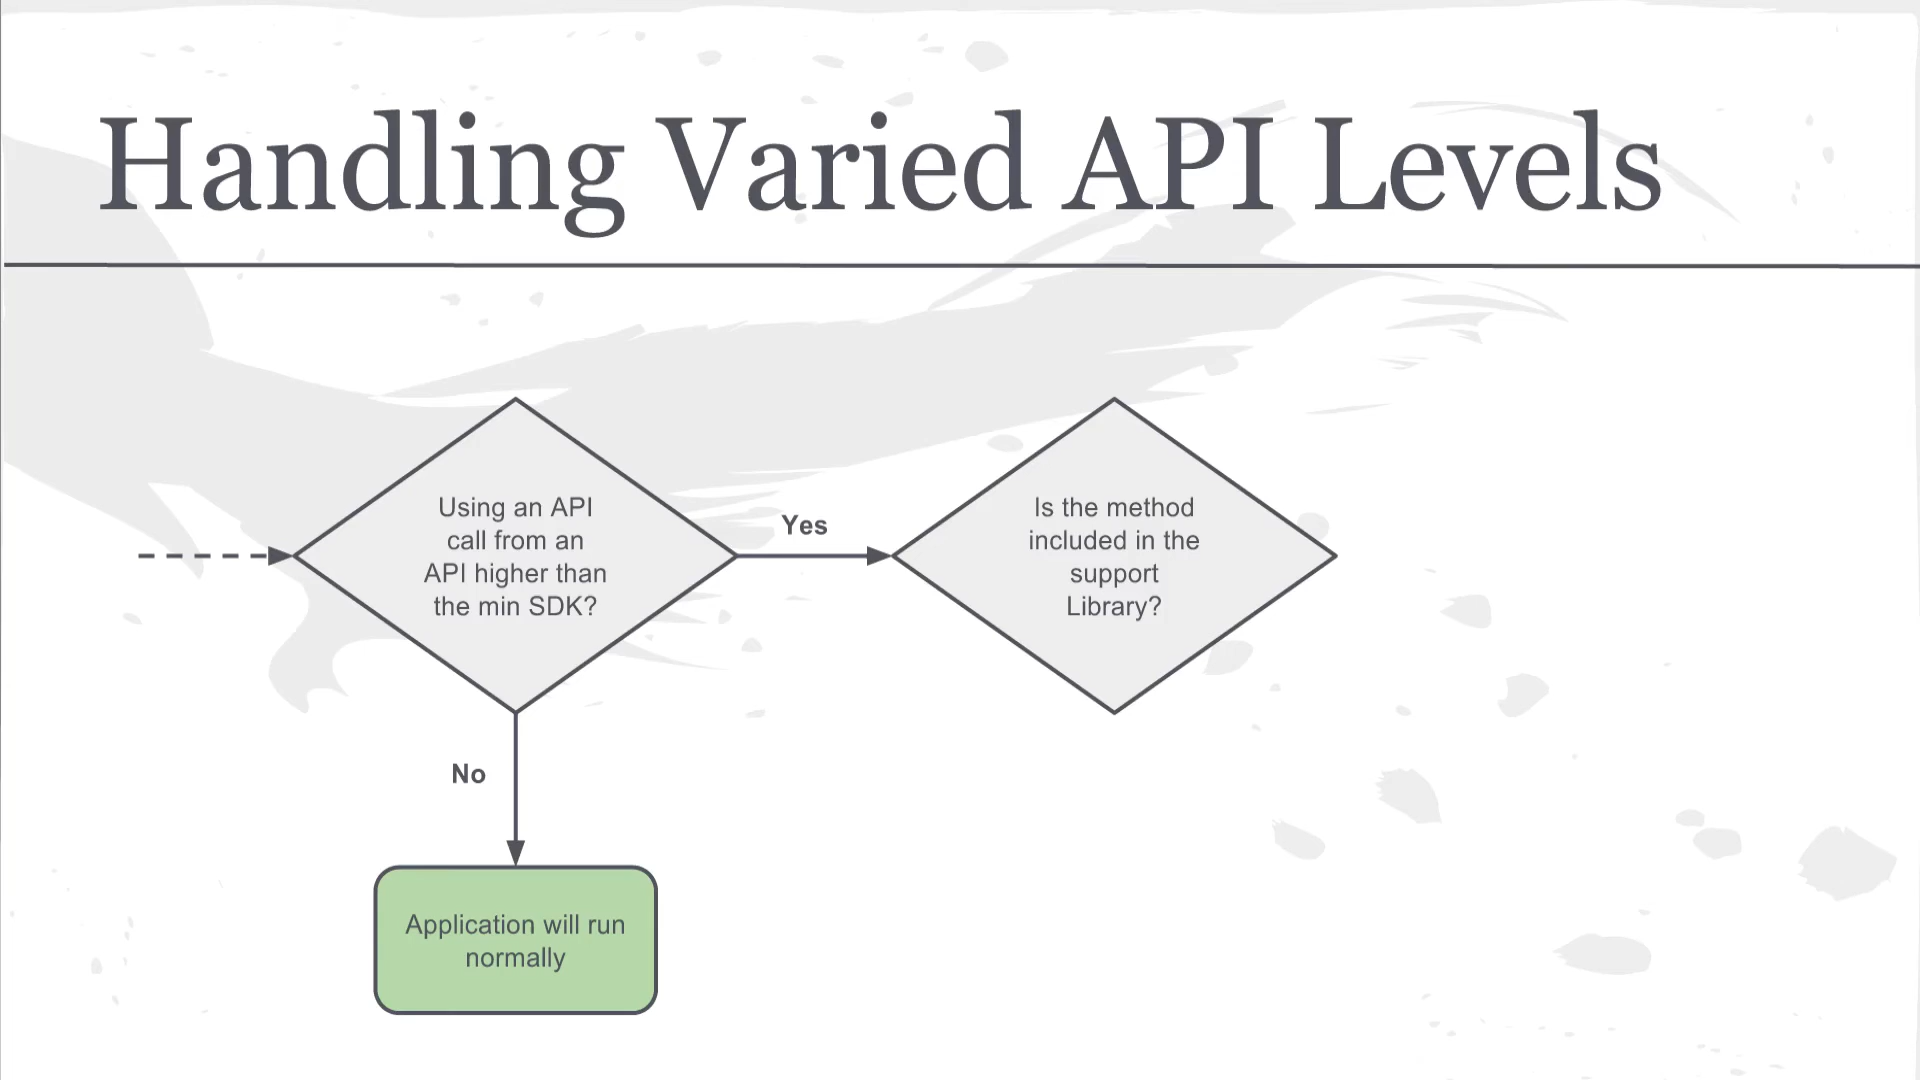 Handling Varied API Levels
Using an API
call from an
API higher than
the min SDK?
Yes
Is the method
included in the
support
Library?
No
Application will run
normally